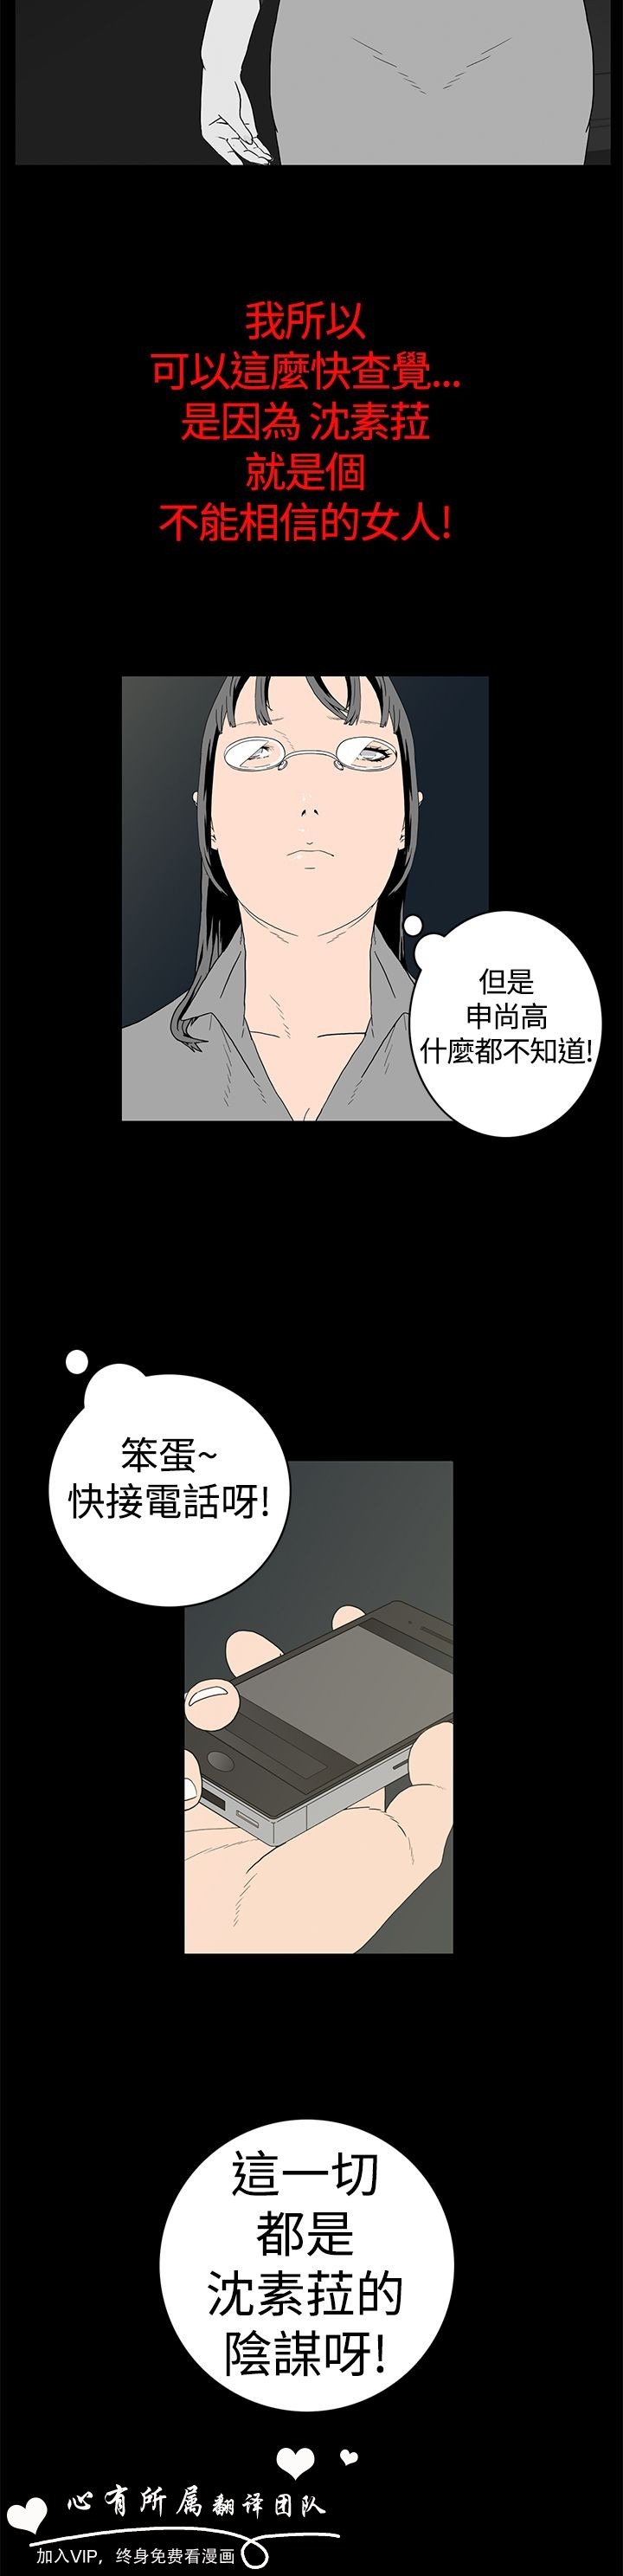 我所以
可以這麼快查覺...
是因為 沈素菈
就是個
不能相信的女人!
但是
申尚高
什麼都不知道!
笨蛋~
快接電話呀!
這一切
都是
沈素菈的
陰謀呀!
心有所属翻译团队
加入VIP，终身免费看漫画